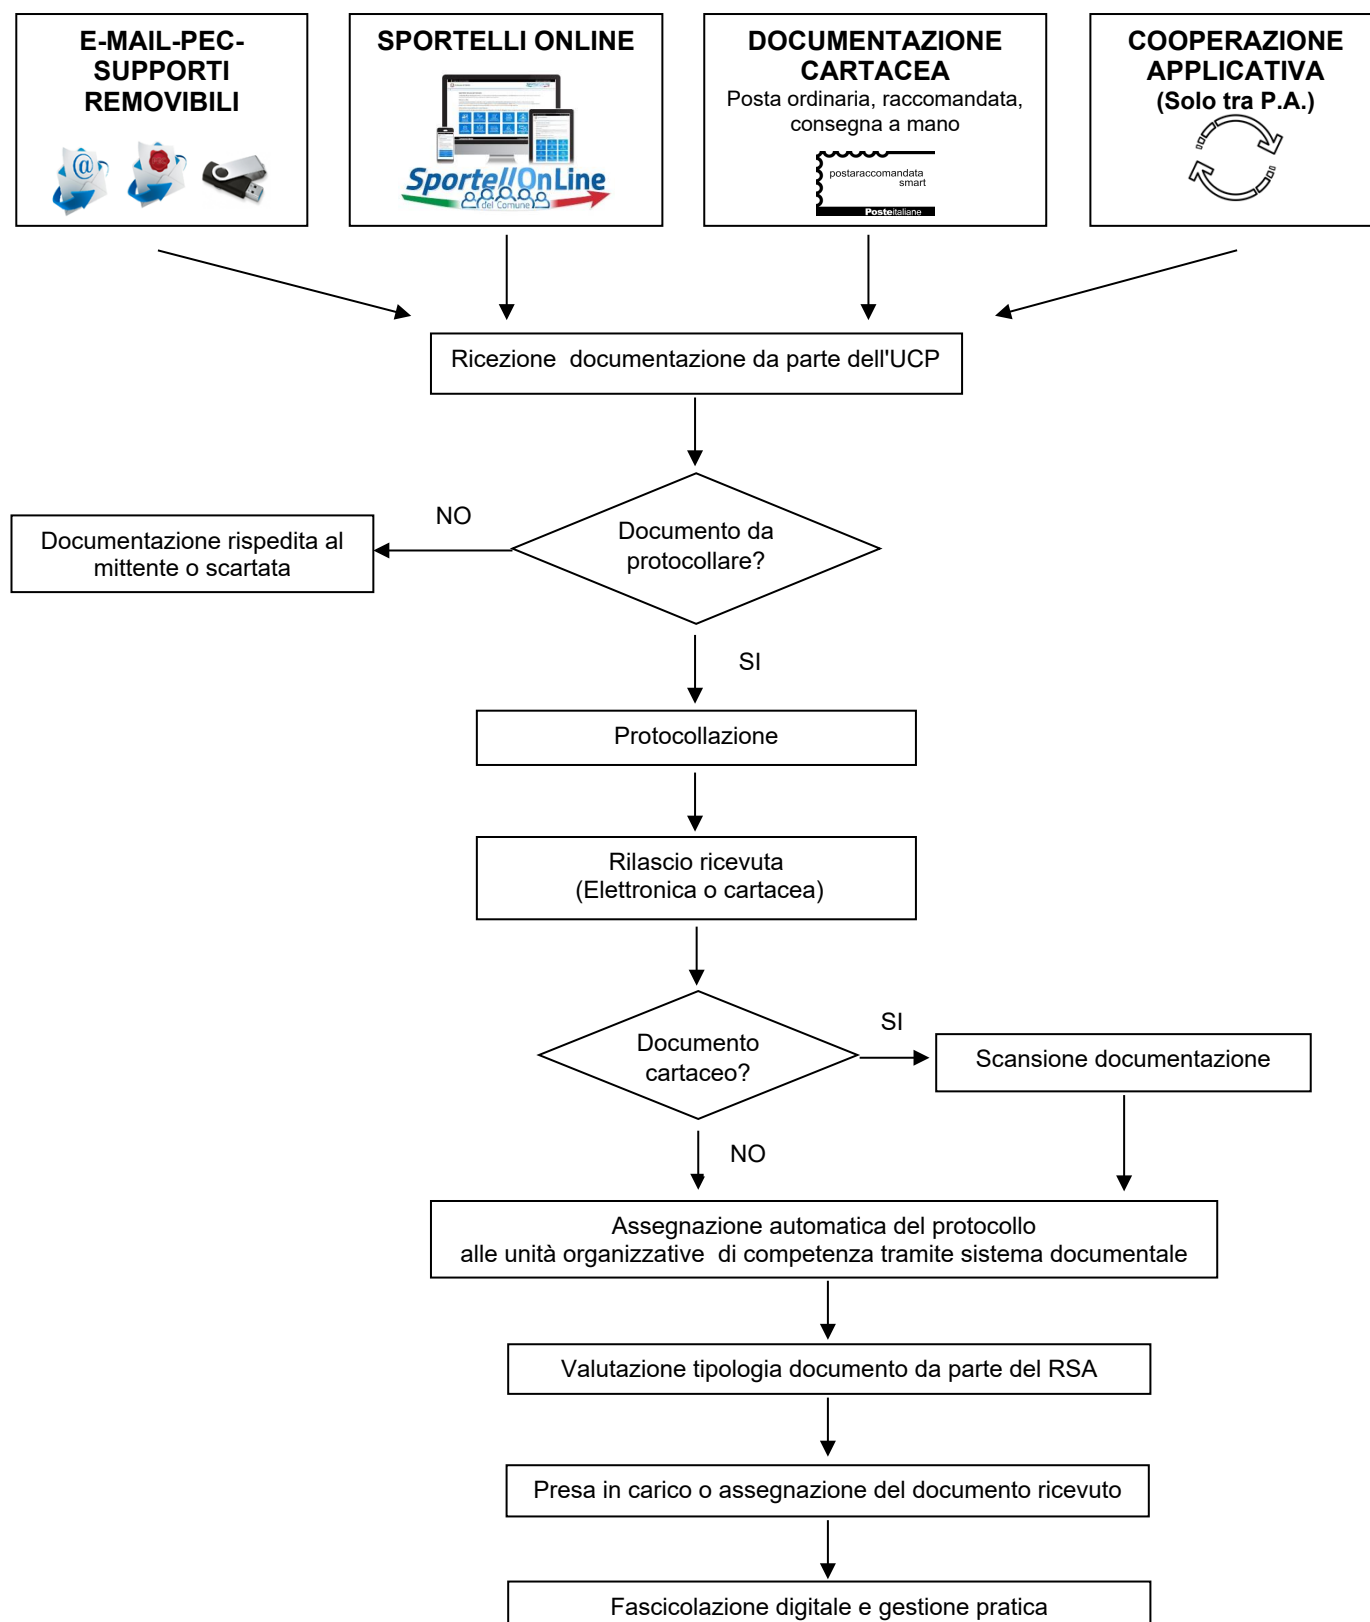 E-MAIL-PEC-
SUPPORTI
REMOVIBILI
@
SPORTELLI ONLINE
SportellOnLine
del Comune
DOCUMENTAZIONE
CARTACEA
Posta ordinaria, raccomandata,
consegna a mano
postaraccomandata
smart
Posteitaliane
COOPERAZIONE
APPLICATIVA
(Solo tra P.A.)
Ricezione documentazione da parte dell'UCP
Documento da
protocollare?
NO
Documentazione rispedita al
mittente o scartata
SI
Protocollazione
Rilascio ricevuta
(Elettronica o cartacea)
Documento
cartaceo?
SI
Scansione documentazione
NO
Assegnazione automatica del protocollo
alle unità organizzative di competenza tramite sistema documentale
Valutazione tipologia documento da parte del RSA
Presa in carico o assegnazione del documento ricevuto
Fascicolazione digitale e gestione pratica